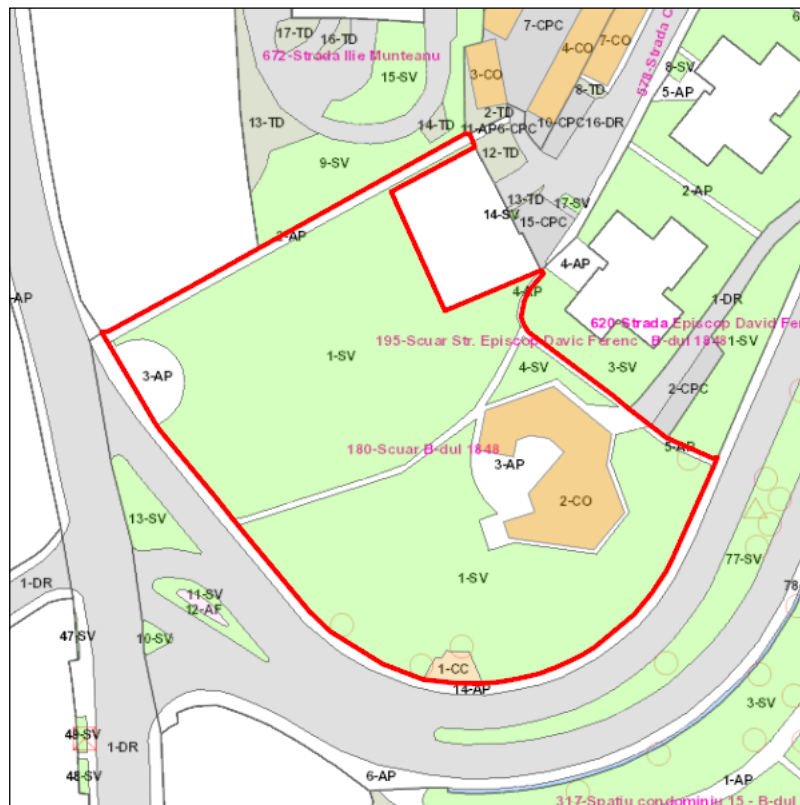 7-CPC
17-TD
16-TD
672-Strada Ilie Munteanu
4-CO
7-CO
578-Strada C
15-SV
3-CO
8-SV
5-AP
8-TD
2-TD
13-TD
14-TD
11-AP
6-CPC
10-CPC
16-DR
12-TD
9-SV
2-AP
13-TD
17-SV
14-SV
15-CPC
2-AP
4-AP
-AP
4-AP
1-DR
620-Strada Episcop David Fer
195-Scuar Str. Episcop Davic Ferenc
B-dul 1848
1-SV
1-SV
3-AP
4-SV
3-SV
2-CPC
180-Scuar B-dul 1848
5-AP
3-AP
2-CO
13-SV
77-SV
1-DR
1-SV
78
11-SV
47-SV
10-SV
1-CC
14-AP
3-SV
1-DR
48-SV
6-AP
1-AP
317-Spatiu condominiu 15 - B-dul